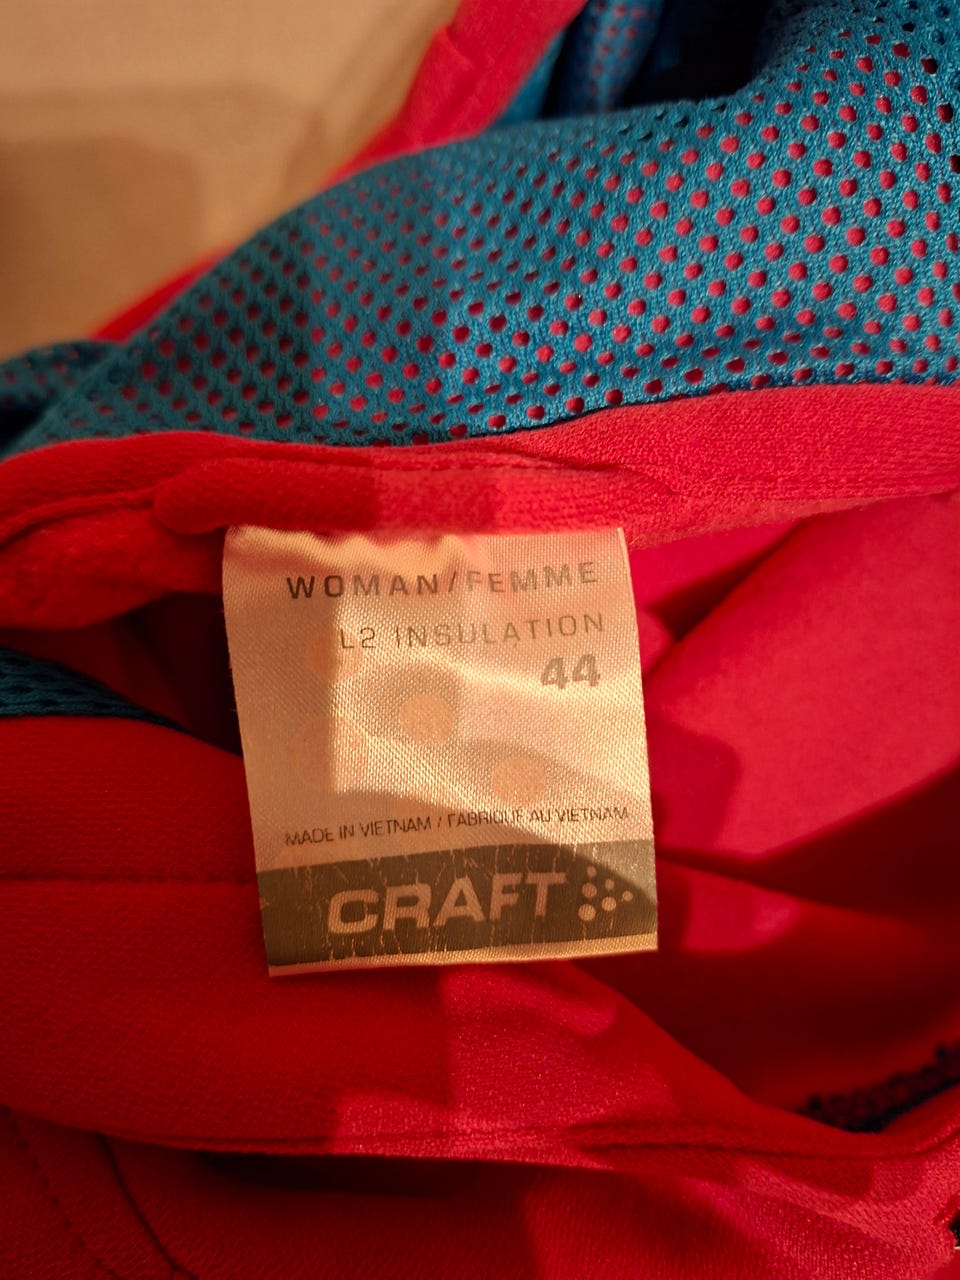 WOMAN/FEMME
L2 INSULATION
44
MADE IN VIETNAM / FABRIQUE AU VIETNAM
CRAFT